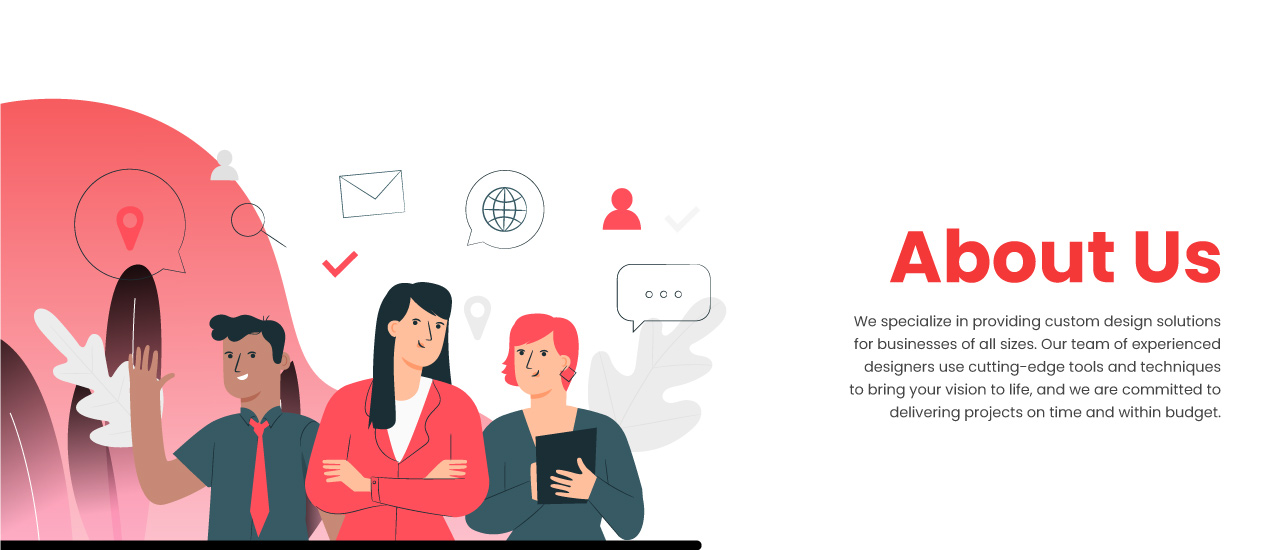 About Us
We specialize in providing custom design solutions
for businesses of all sizes. Our team of experienced
designers use cutting-edge tools and techniques
to bring your vision to life, and we are committed to
delivering projects on time and within budget.